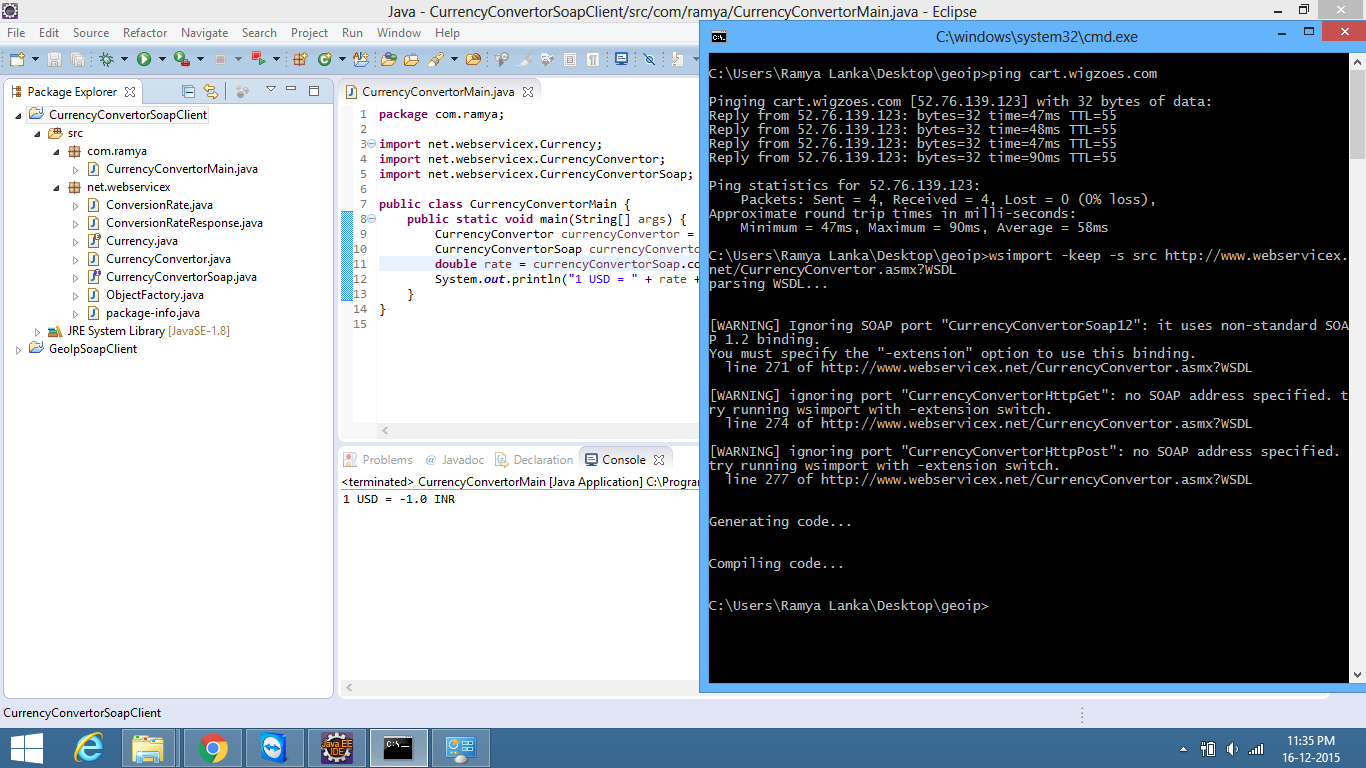 Java - CurrencyConvertorSoapClient/src/com/ramya/CurrencyConvertorMain.java - Eclipse
File Edit Source Refactor Navigate Search Project Run Window Help
Package Explorer
CurrencyConvertorSoapClient
src
com.ramya
CurrencyConvertorMain.java
net.webservicex
ConversionRate.java
ConversionRateResponse.java
Currency.java
CurrencyConvertor.java
CurrencyConvertorSoap.java
ObjectFactory.java
package-info.java
JRE System Library [JavaSE-1.8]
GeoIpSoapClient
CurrencyConvertorMain.java
1 package com.ramya;
2
3 import net.webservicex.Currency;
4 import net.webservicex.CurrencyConvertor;
5 import net.webservicex.CurrencyConvertorSoap;
6
7 public class CurrencyConvertorMain {
8 public static void main(String[] args) {
9 CurrencyConvertor currencyConvertor =
10 CurrencyConvertorSoap currencyConverto
11 double rate = currencyConvertorSoap.co
12 System.out.println("1 USD = " + rate +
13 }
14 }
15
Problems @ Javadoc Declaration Console
<terminated> CurrencyConvertorMain [Java Application] C:\Program
1 USD = -1.0 INR
C:\windows\system32\cmd.exe
C:\Users\Ramya Lanka\Desktop\geoip>ping cart.wigzoes.com
Pinging cart.wigzoes.com [52.76.139.123] with 32 bytes of data:
Reply from 52.76.139.123: bytes=32 time=47ms TTL=55
Reply from 52.76.139.123: bytes=32 time=48ms TTL=55
Reply from 52.76.139.123: bytes=32 time=47ms TTL=55
Reply from 52.76.139.123: bytes=32 time=90ms TTL=55
Ping statistics for 52.76.139.123:
Packets: Sent = 4, Received = 4, Lost = 0 (0% loss),
Approximate round trip times in milli-seconds:
Minimum = 47ms, Maximum = 90ms, Average = 58ms
C:\Users\Ramya Lanka\Desktop\geoip>wsimport -keep -s src http://www.webservicex.
net/CurrencyConvertor.asmx?WSDL
parsing WSDL...
[WARNING] Ignoring SOAP port "CurrencyConvertorSoap12": it uses non-standard SOA
P 1.2 binding.
You must specify the "-extension" option to use this binding.
line 271 of http://www.webservicex.net/CurrencyConvertor.asmx?WSDL
[WARNING] ignoring port "CurrencyConvertorHttpGet": no SOAP address specified. t
ry running wsimport with -extension switch.
line 274 of http://www.webservicex.net/CurrencyConvertor.asmx?WSDL
[WARNING] ignoring port "CurrencyConvertorHttpPost": no SOAP address specified.
try running wsimport with -extension switch.
line 277 of http://www.webservicex.net/CurrencyConvertor.asmx?WSDL
Generating code...
Compiling code...
C:\Users\Ramya Lanka\Desktop\geoip>
CurrencyConvertorSoapClient
Java EE
IDE
11:35 PM
16-12-2015